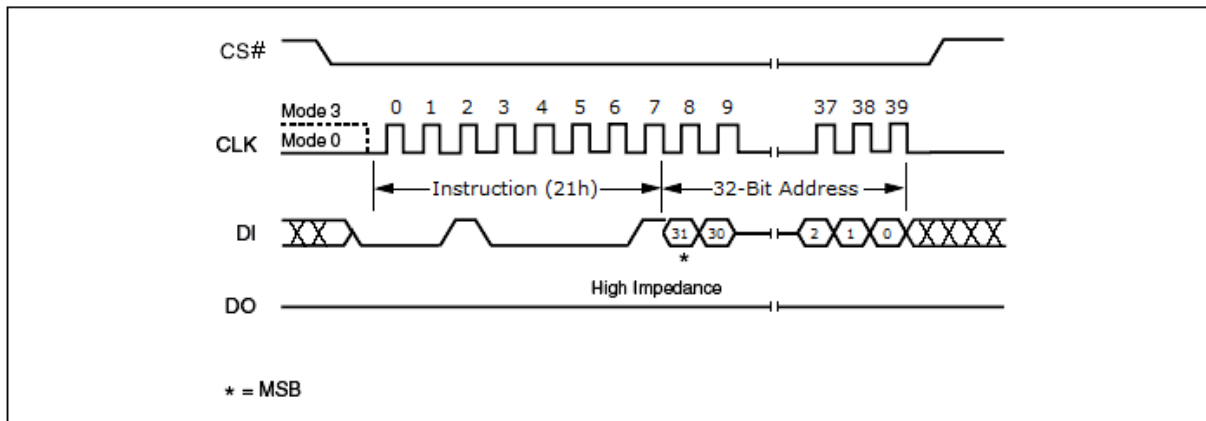 CS#
Mode 3 0 1 2 3 4 5 6 7 8 9 37 38 39
CLK Mode 0
Instruction (21h) 32-Bit Address
DI 31 30 2 1 0
*
High Impedance
DO
* = MSB